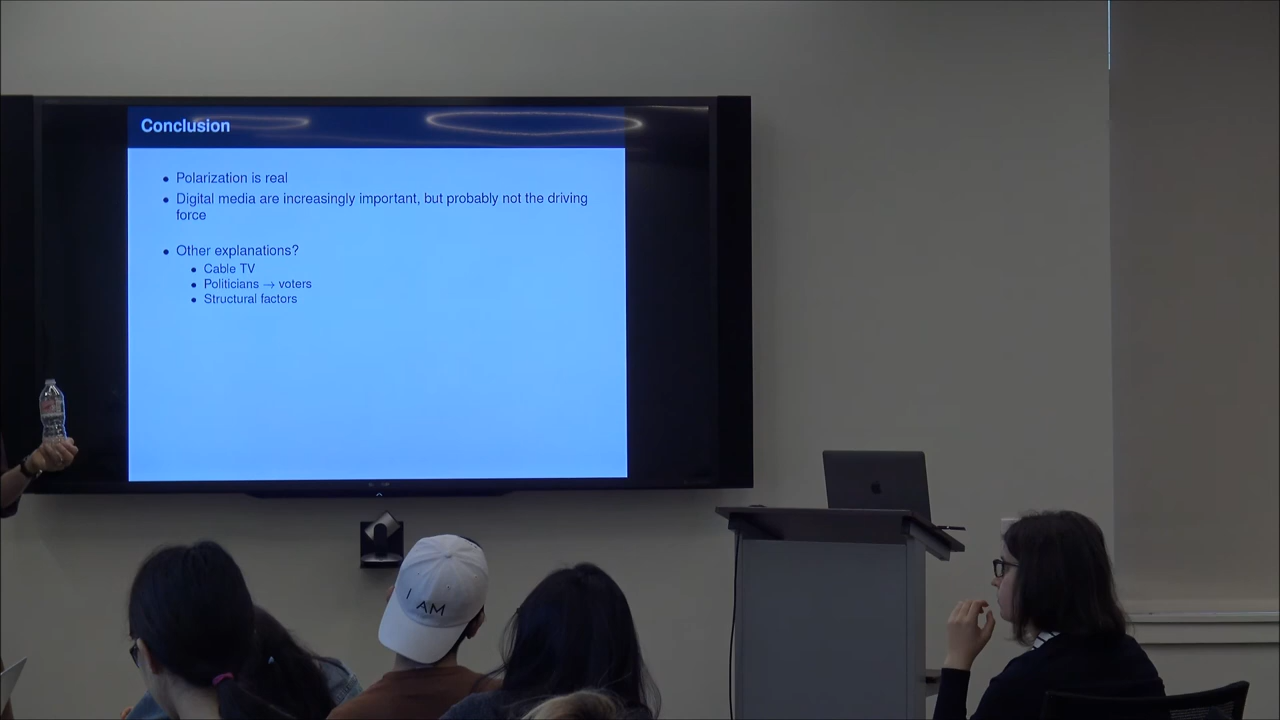 Conclusion
Polarization is real
Digital media are increasingly important, but probably not the driving
force
Other explanations?
Cable TV
Politicians → voters
Structural factors
I AM